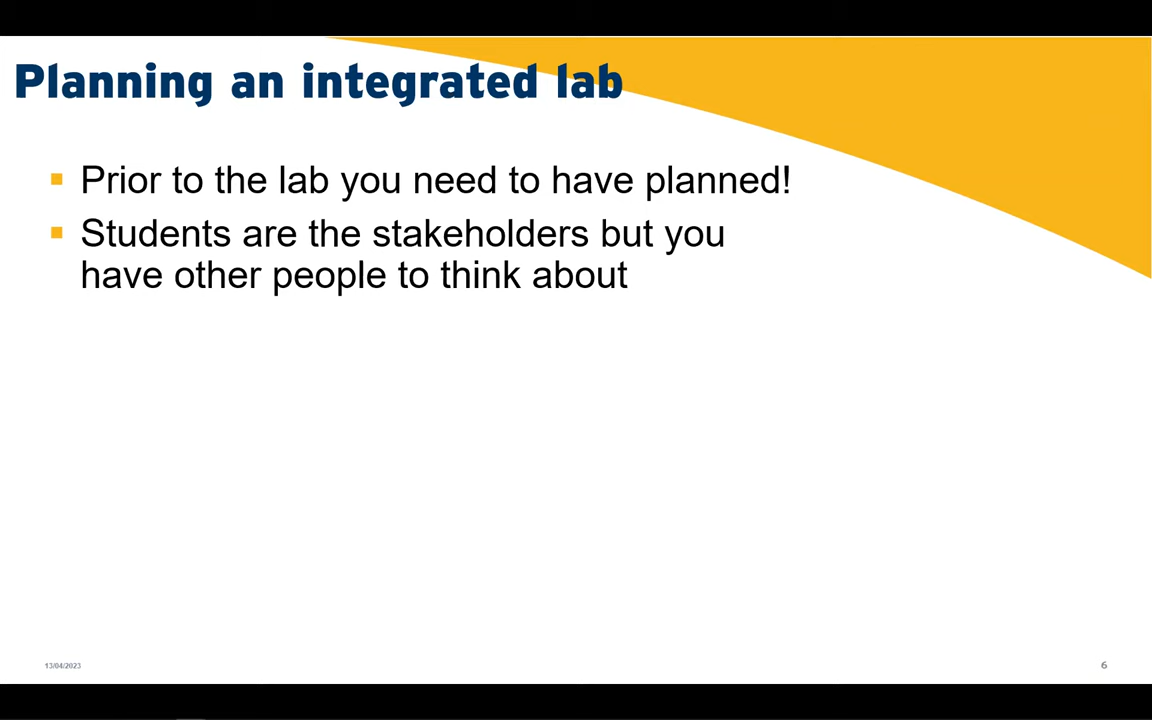 Planning an integrated lab
Prior to the lab you need to have planned!
Students are the stakeholders but you
have other people to think about
13/04/2023
6